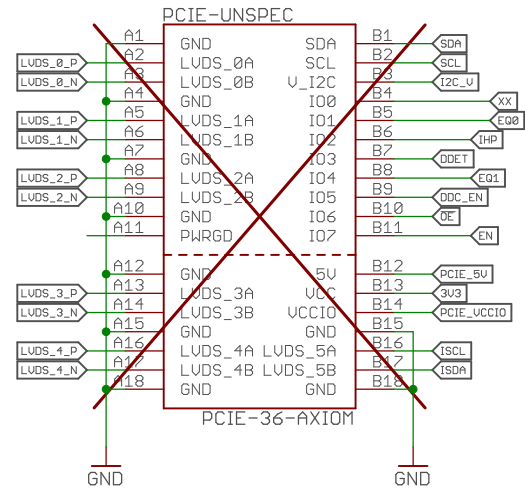 PCIE-UNSPEC
A1 GND SDA B1 SDA
LVDS_0_P A2 LVDS_0A SCL B2 SCL
LVDS_0_N A3 LVDS_0B V_I2C B3 I2C_V
A4 GND IO0 B4 XX
LVDS_1_P A5 LVDS_1A IO1 B5 EQ0
LVDS_1_N A6 LVDS_1B IO2 B6 IHP
A7 GND IO3 B7 DDET
LVDS_2_P A8 LVDS_2A IO4 B8 EQ1
LVDS_2_N A9 LVDS_2B IO5 B9 DDC_EN
A10 GND IO6 B10 OE
A11 PWRGD IO7 B11 EN
A12 GND 5V B12 PCIE_5V
LVDS_3_P A13 LVDS_3A VCC B13 3V3
LVDS_3_N A14 LVDS_3B VCCIO B14 PCIE_VCCIO
A15 GND GND B15
LVDS_4_P A16 LVDS_4A LVDS_5A B16 ISCL
LVDS_4_N A17 LVDS_4B LVDS_5B B17 ISDA
A18 GND GND B18
PCIE-36-AXIOM
GND GND